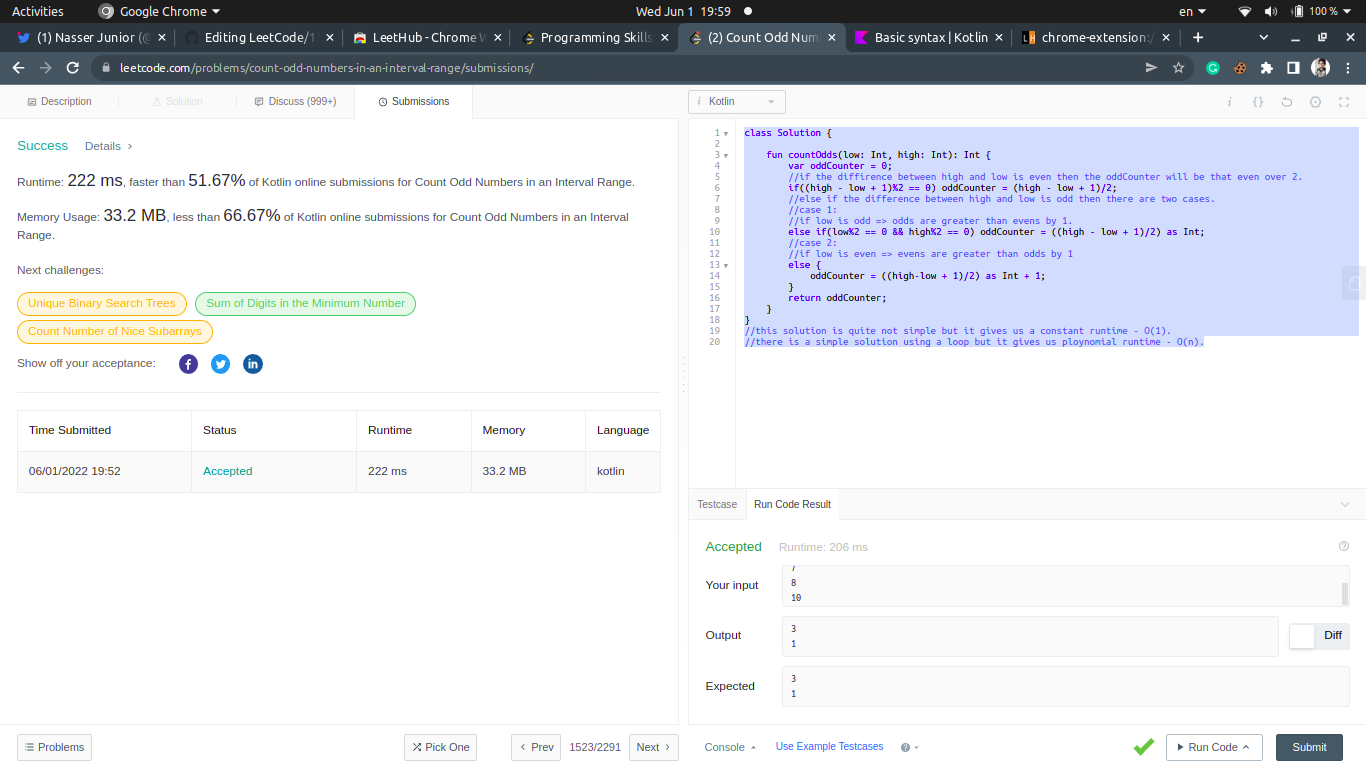 Activities Google Chrome Wed Jun 1 19:59 en 100 %
(1) Nasser Junior (@ Editing LeetCode/1 LeetHub - Chrome W Programming Skills (2) Count Odd Num Basic syntax | Kotlin chrome-extension:/
leetcode.com/problems/count-odd-numbers-in-an-interval-range/submissions/
Description Solution Discuss (999+) Submissions
Success Details >
Runtime: 222 ms, faster than 51.67% of Kotlin online submissions for Count Odd Numbers in an Interval Range.
Memory Usage: 33.2 MB, less than 66.67% of Kotlin online submissions for Count Odd Numbers in an Interval
Range.
Next challenges:
Unique Binary Search Trees Sum of Digits in the Minimum Number
Count Number of Nice Subarrays
Show off your acceptance:
Time Submitted Status Runtime Memory Language
06/01/2022 19:52 Accepted 222 ms 33.2 MB kotlin
Problems Pick One < Prev 1523/2291 Next >
i Kotlin i {}
1 class Solution {
2
3 fun countOdds(low: Int, high: Int): Int {
4 var oddCounter = 0;
5 //if the diffirence between high and low is even then the oddCounter will be that even over 2.
6 if((high - low + 1)%2 == 0) oddCounter = (high - low + 1)/2;
7 //else if the difference between high and low is odd then there are two cases.
8 //case 1:
9 //if low is odd => odds are greater than evens by 1.
10 else if(low%2 == 0 && high%2 == 0) oddCounter = ((high - low + 1)/2) as Int;
11 //case 2:
12 //if low is even => evens are greater than odds by 1
13 else {
14 oddCounter = ((high-low + 1)/2) as Int + 1;
15 }
16 return oddCounter;
17 }
18 }
19 //this solution is quite not simple but it gives us a constant runtime - O(1).
20 //there is a simple solution using a loop but it gives us ploynomial runtime - O(n).
Testcase Run Code Result
Accepted Runtime: 206 ms
Your input
7
8
10
Output
3
1
Diff
Expected
3
1
Console Use Example Testcases Run Code Submit